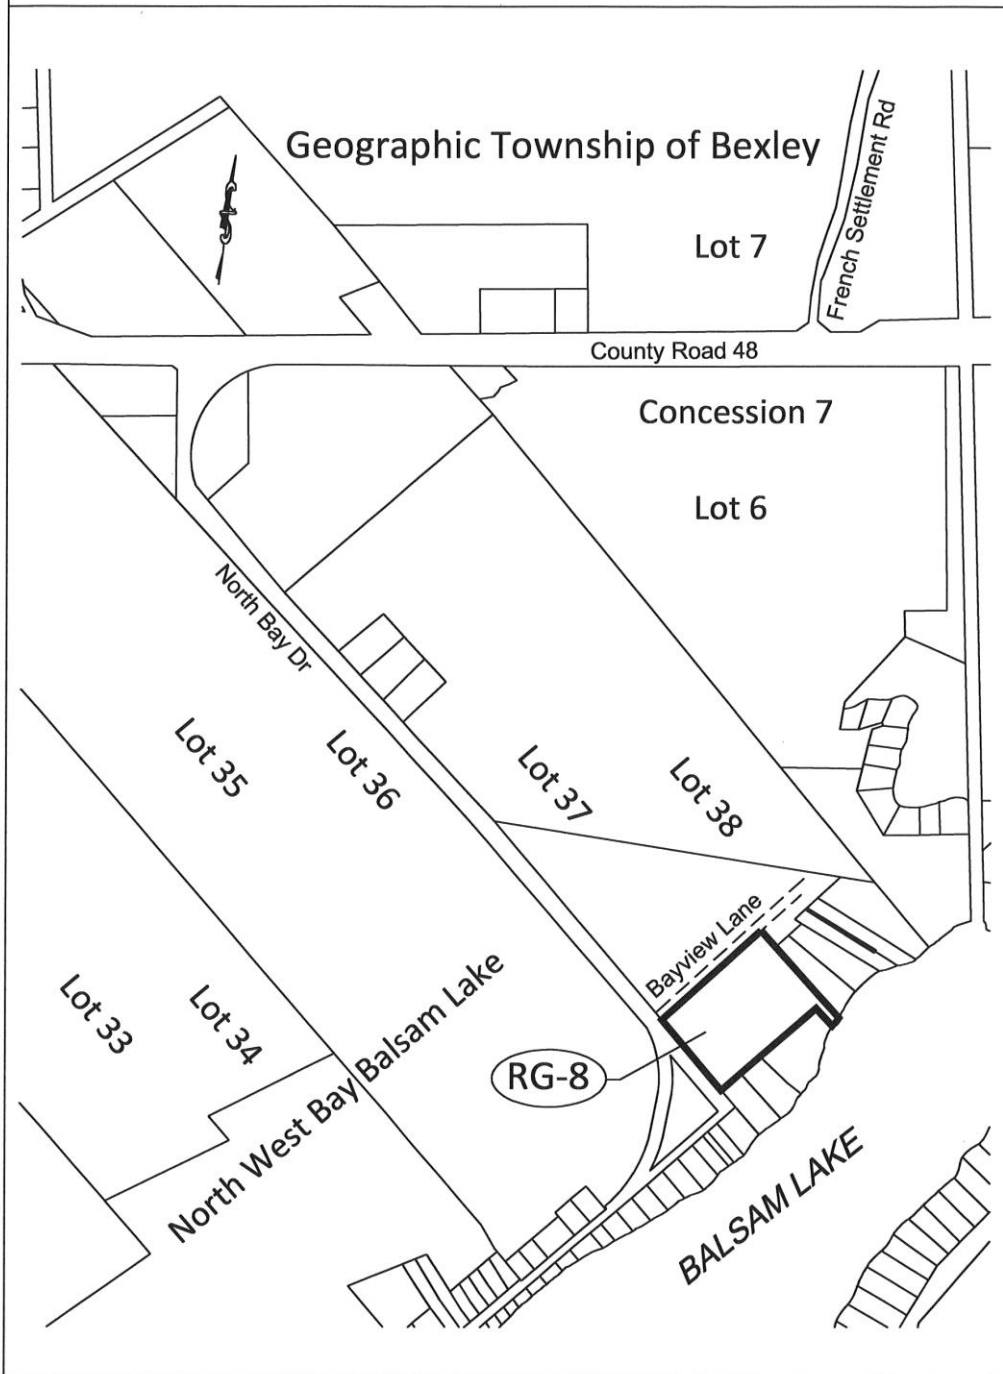 Geographic Township of Bexley
French Settlement Rd
Lot 7
County Road 48
Concession 7
Lot 6
North Bay Dr
Lot 35
Lot 36
Lot 37
Lot 38
Bayview Lane
Lot 33
Lot 34
North West Bay Balsam Lake
RG-8
BALSAM LAKE